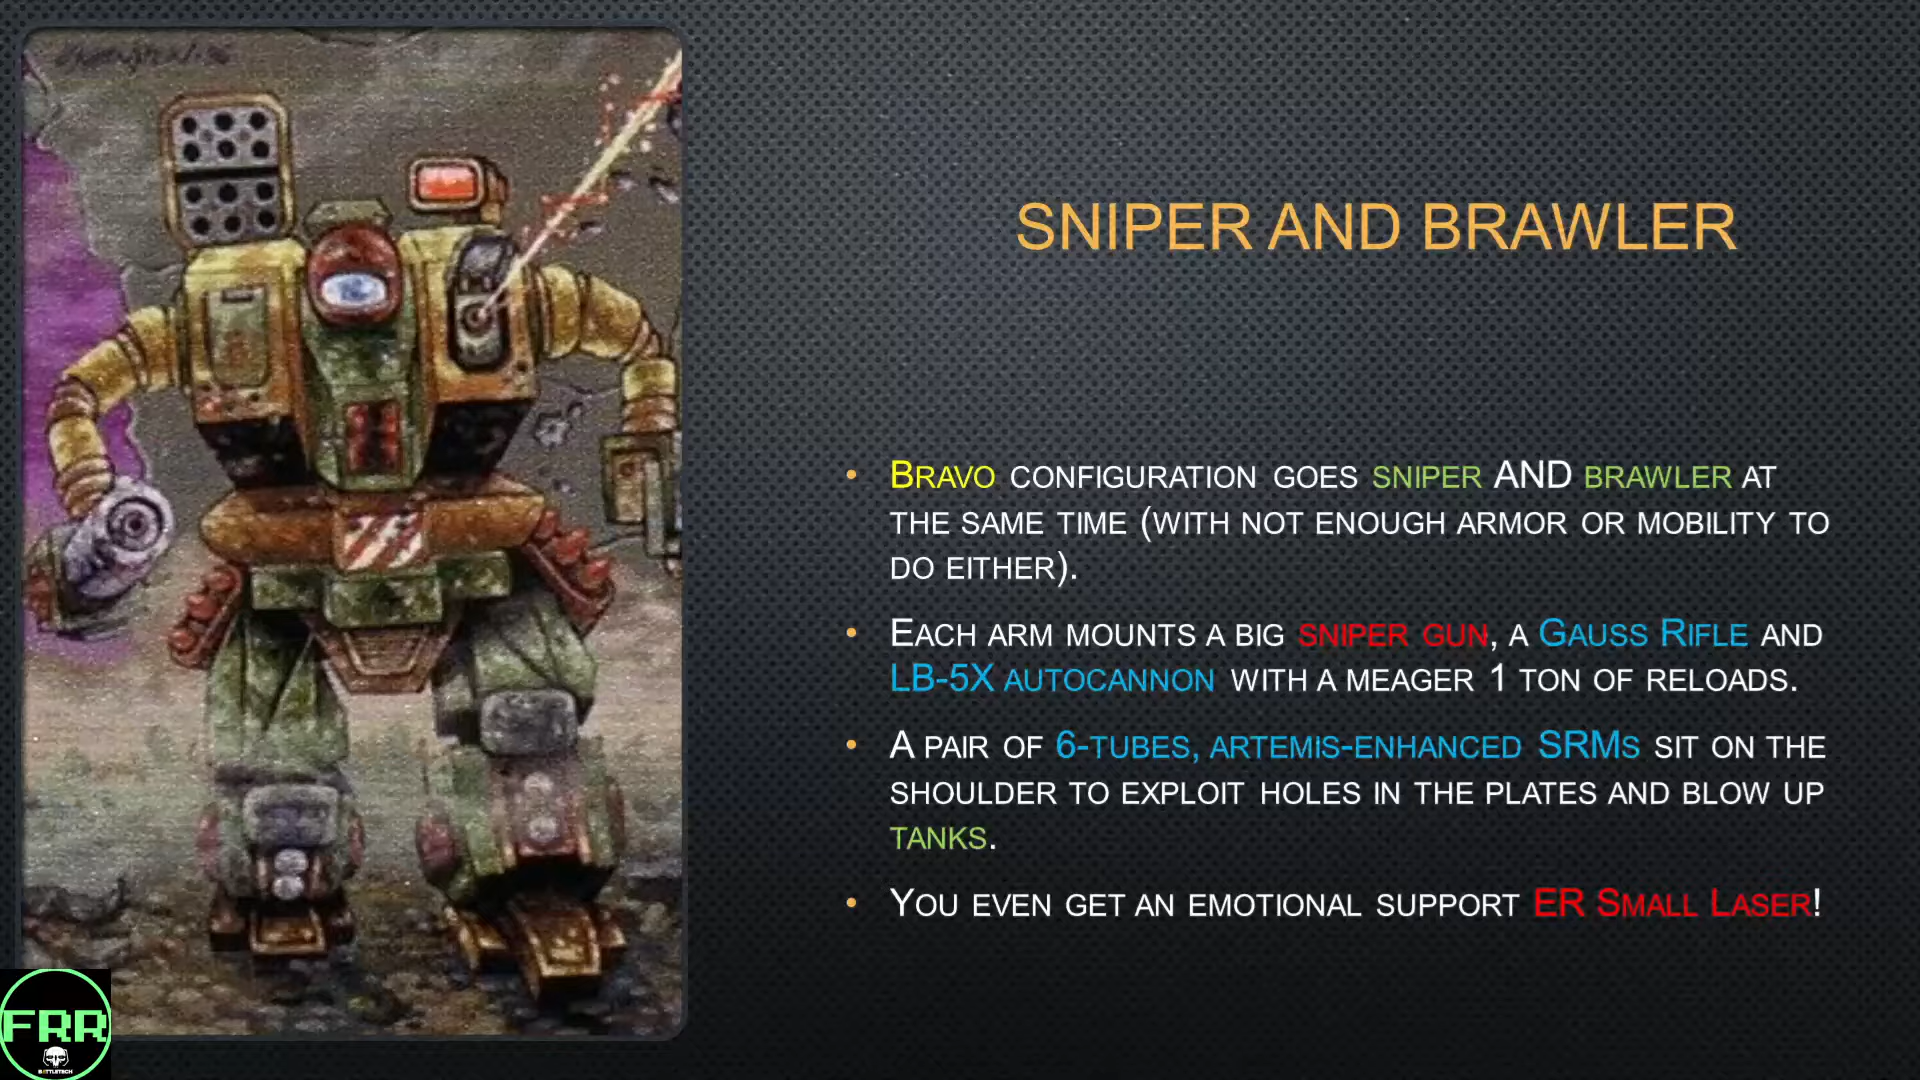 SNIPER AND BRAWLER
• BRAVO CONFIGURATION GOES SNIPER AND BRAWLER AT
THE SAME TIME (WITH NOT ENOUGH ARMOR OR MOBILITY TO
DO EITHER).
• EACH ARM MOUNTS A BIG SNIPER GUN, A GAUSS RIFLE AND
LB-5X AUTOCANNON WITH A MEAGER 1 TON OF RELOADS.
• A PAIR OF 6-TUBES, ARTEMIS-ENHANCED SRMS SIT ON THE
SHOULDER TO EXPLOIT HOLES IN THE PLATES AND BLOW UP
TANKS.
• YOU EVEN GET AN EMOTIONAL SUPPORT ER SMALL LASER!
FRR
BATTLETECH